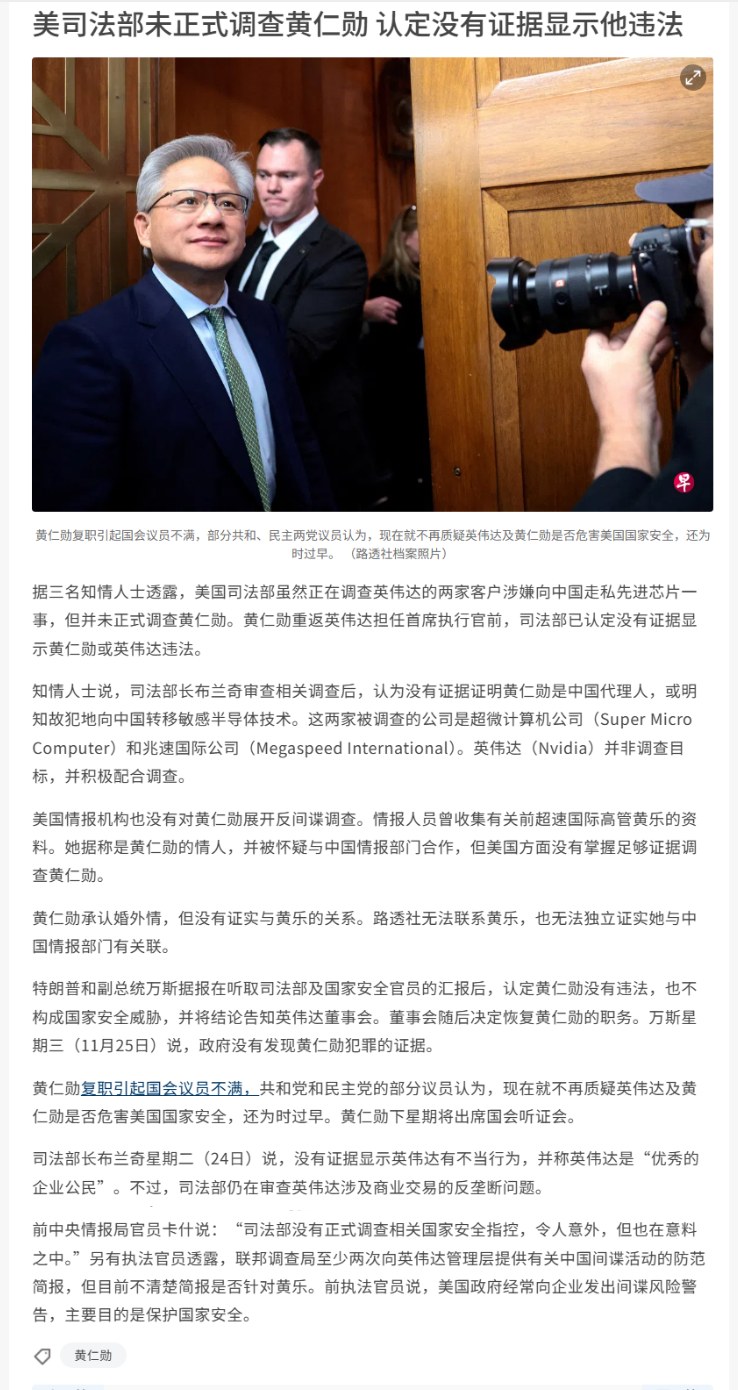 美司法部未正式调查黄仁勋 认定没有证据显示他违法
早
黄仁勋复职引起国会议员不满，部分共和、民主两党议员认为，现在就不再质疑英伟达及黄仁勋是否危害美国国家安全，还为
时过早。（路透社档案照片）
据三名知情人士透露，美国司法部虽然正在调查英伟达的两家客户涉嫌向中国走私先进芯片一
事，但并未正式调查黄仁勋。黄仁勋重返英伟达担任首席执行官前，司法部已认定没有证据显
示黄仁勋或英伟达违法。
知情人士说，司法部长布兰奇审查相关调查后，认为没有证据证明黄仁勋是中国代理人，或明
知故犯地向中国转移敏感半导体技术。这两家被调查的公司是超微计算机公司（Super Micro
Computer）和兆速国际公司（Megaspeed International）。英伟达（Nvidia）并非调查目
标，并积极配合调查。
美国情报机构也没有对黄仁勋展开反间谍调查。情报人员曾收集有关前超速国际高管黄乐的资
料。她据称是黄仁勋的情人，并被怀疑与中国情报部门合作，但美国方面没有掌握足够证据调
查黄仁勋。
黄仁勋承认婚外情，但没有证实与黄乐的关系。路透社无法联系黄乐，也无法独立证实她与中
国情报部门有关联。
特朗普和副总统万斯据报在听取司法部及国家安全官员的汇报后，认定黄仁勋没有违法，也不
构成国家安全威胁，并将结论告知英伟达董事会。董事会随后决定恢复黄仁勋的职务。万斯星
期三（11月25日）说，政府没有发现黄仁勋犯罪的证据。
黄仁勋复职引起国会议员不满，共和党和民主党的部分议员认为，现在就不再质疑英伟达及黄
仁勋是否危害美国国家安全，还为时过早。黄仁勋下星期将出席国会听证会。
司法部长布兰奇星期二（24日）说，没有证据显示英伟达有不当行为，并称英伟达是“优秀的
企业公民”。不过，司法部仍在审查英伟达涉及商业交易的反垄断问题。
前中央情报局官员卡什说：“司法部没有正式调查相关国家安全指控，令人意外，但也在意料
之中。”另有执法官员透露，联邦调查局至少两次向英伟达管理层提供有关中国间谍活动的防范
简报，但目前不清楚简报是否针对黄乐。前执法官员说，美国政府经常向企业发出间谍风险警
告，主要目的是保护国家安全。
黄仁勋